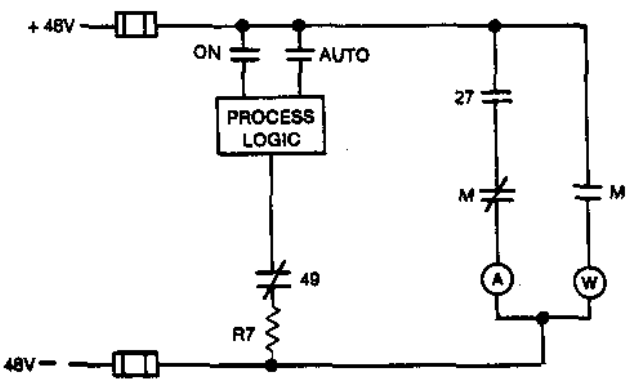 + 48V
ON
AUTO
PROCESS
LOGIC
27
M
M
49
A
W
R7
48V −